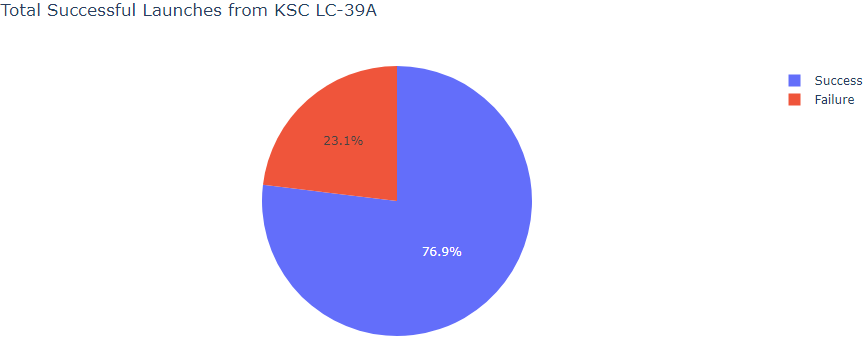 Total Successful Launches from KSC LC-39A
Success
Failure
23.1%
76.9%